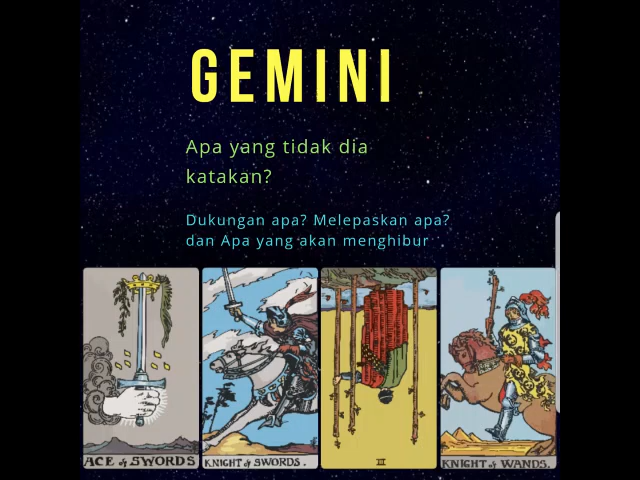 GEMINI
Apa yang tidak dia
katakan?
Dukungan apa? Melepaskan apa?
dan Apa yang akan menghibur
ACE of SWORDS
KNIGHT of SWORDS.
III
KNIGHT of WANDS.